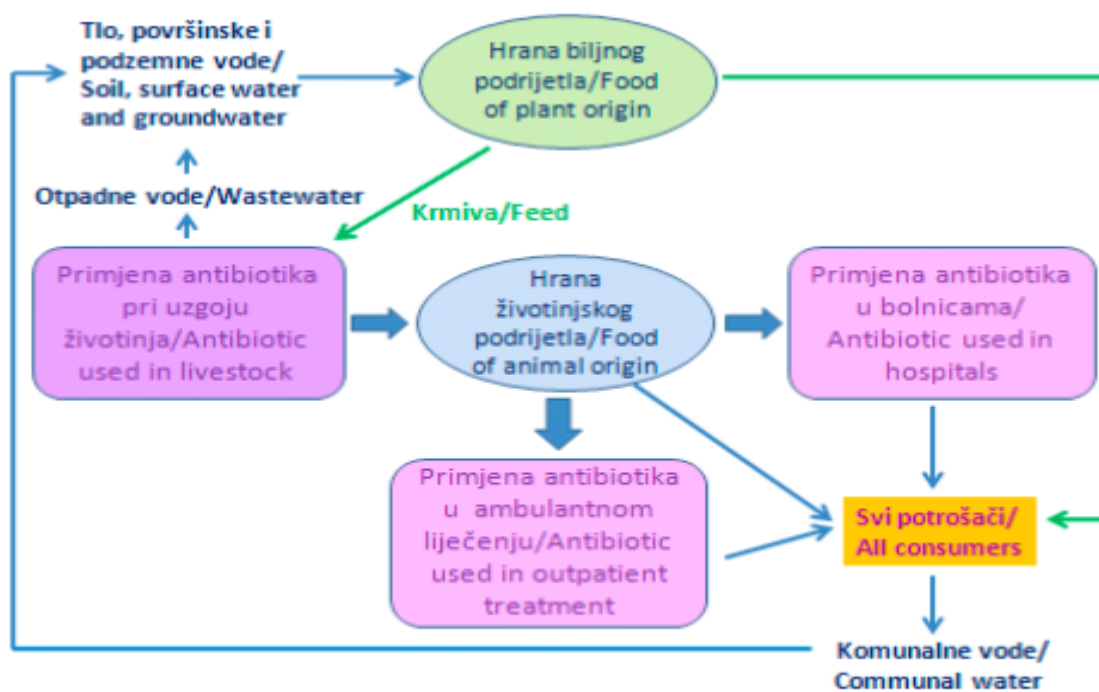 Tlo, površinske i
podzemne vode/
Soil, surface water
and groundwater
Hrana biljnog
podrijetla/Food
of plant origin
Otpadne vode/Wastewater
Krmiva/Feed
Primjena antibiotika
pri uzgoju
životinja/Antibiotic
used in livestock
Hrana
životinjskog
podrijetla/Food
of animal origin
Primjena antibiotika
u bolnicama/
Antibiotic used in
hospitals
Primjena antibiotika
u ambulantnom
liječenju/Antibiotic
used in outpatient
treatment
Svi potrošači/
All consumers
Komunalne vode/
Communal water